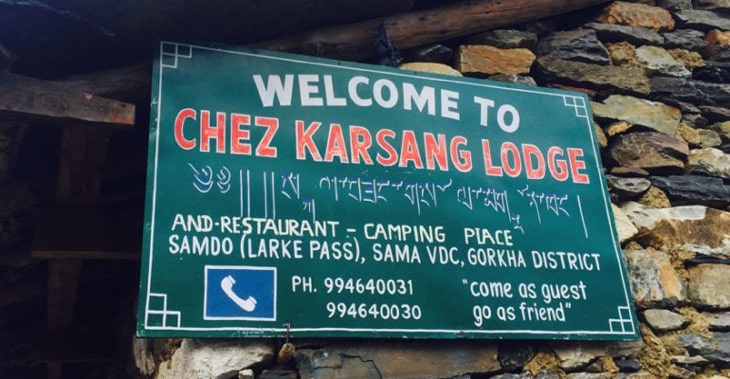 WELCOME TO
CHEZ KARSANG LODGE
AND-RESTAURANT - CAMPING PLACE
SAMDO (LARKE PASS), SAMA VDC, GORKHA DISTRICT
PH. 994640031
994640030
"come as guest
go as friend"